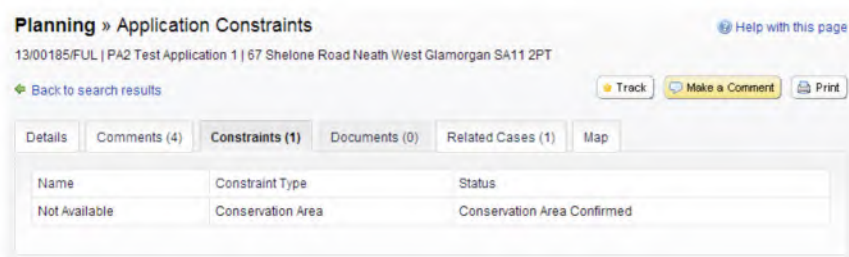 Planning » Application Constraints
Help with this page
13/00185/FUL | PA2 Test Application 1 | 67 Shelone Road Neath West Glamorgan SA11 2PT
Back to search results
Track Make a Comment Print
Details Comments (4) Constraints (1) Documents (0) Related Cases (1) Map
Name Constraint Type Status
Not Available Conservation Area Conservation Area Confirmed